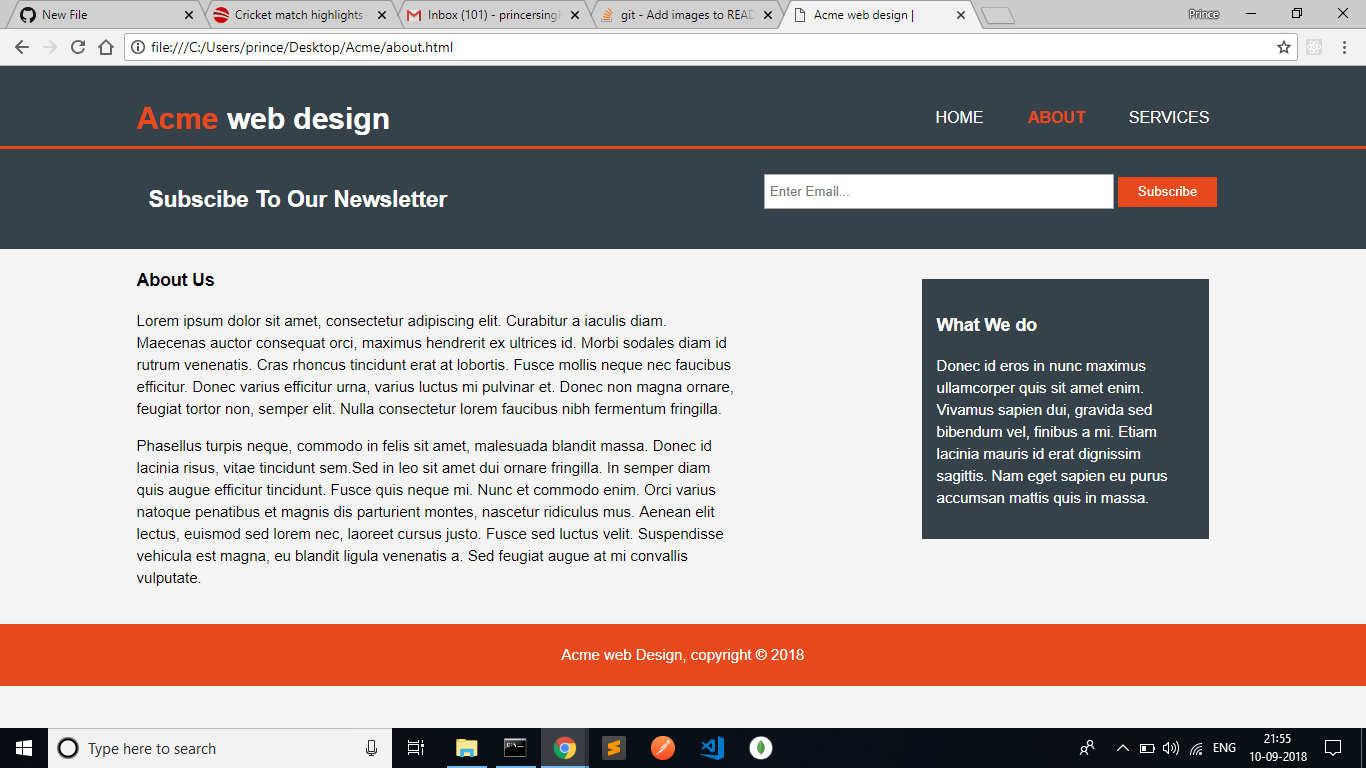 New File
Cricket match highlights
Inbox (101) - princersingh
git - Add images to READ
Acme web design |
Prince
file:///C:/Users/prince/Desktop/Acme/about.html
Acme web design
HOME
ABOUT
SERVICES
Subscibe To Our Newsletter
Enter Email...
Subscribe
About Us
Lorem ipsum dolor sit amet, consectetur adipiscing elit. Curabitur a iaculis diam.
Maecenas auctor consequat orci, maximus hendrerit ex ultrices id. Morbi sodales diam id
rutrum venenatis. Cras rhoncus tincidunt erat at lobortis. Fusce mollis neque nec faucibus
efficitur. Donec varius efficitur urna, varius luctus mi pulvinar et. Donec non magna ornare,
feugiat tortor non, semper elit. Nulla consectetur lorem faucibus nibh fermentum fringilla.
Phasellus turpis neque, commodo in felis sit amet, malesuada blandit massa. Donec id
lacinia risus, vitae tincidunt sem.Sed in leo sit amet dui ornare fringilla. In semper diam
quis augue efficitur tincidunt. Fusce quis neque mi. Nunc et commodo enim. Orci varius
natoque penatibus et magnis dis parturient montes, nascetur ridiculus mus. Aenean elit
lectus, euismod sed lorem nec, laoreet cursus justo. Fusce sed luctus velit. Suspendisse
vehicula est magna, eu blandit ligula venenatis a. Sed feugiat augue at mi convallis
vulputate.
What We do
Donec id eros in nunc maximus
ullamcorper quis sit amet enim.
Vivamus sapien dui, gravida sed
bibendum vel, finibus a mi. Etiam
lacinia mauris id erat dignissim
sagittis. Nam eget sapien eu purus
accumsan mattis quis in massa.
Acme web Design, copyright © 2018
Type here to search
ENG
21:55
10-09-2018